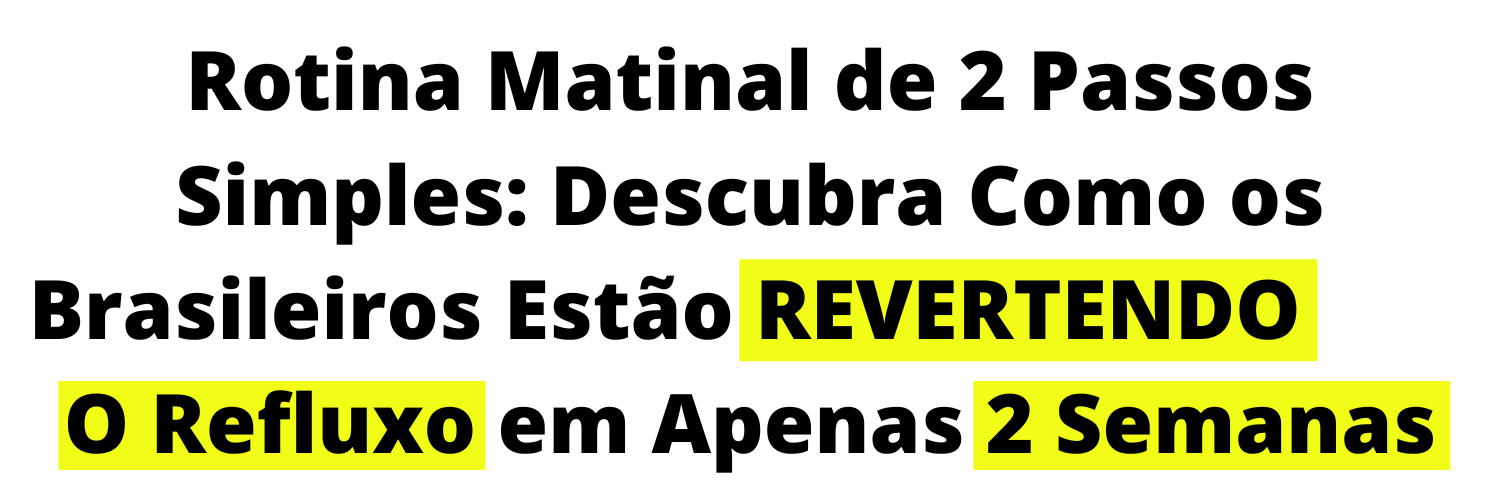 Rotina Matinal de 2 Passos
Simples: Descubra Como os
Brasileiros Estão REVERTENDO
O Refluxo em Apenas 2 Semanas